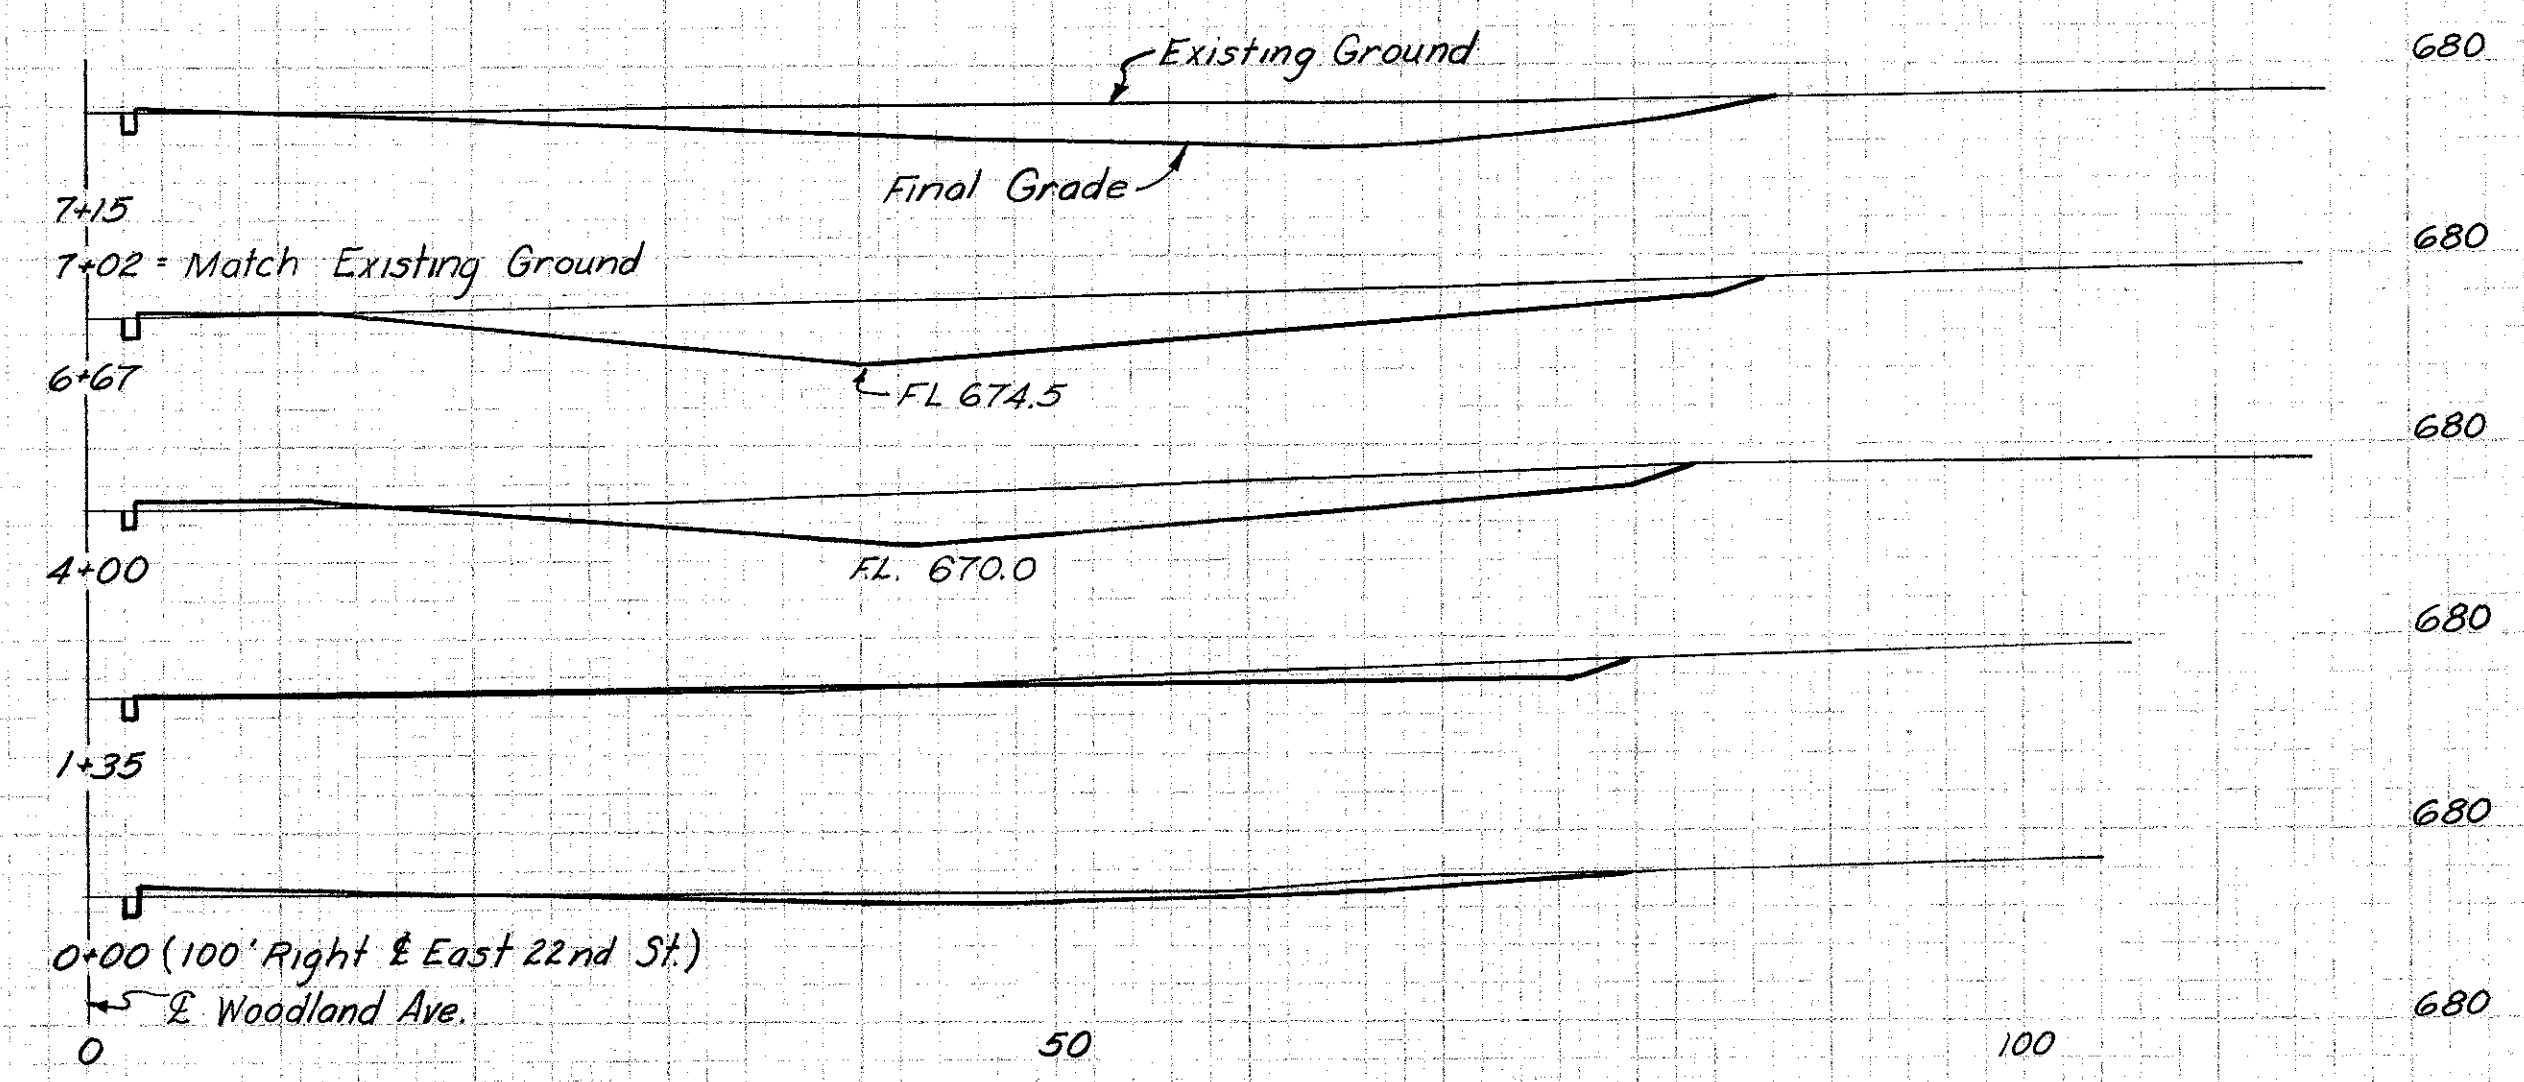 Existing Ground
680
Final Grade
7+15
680
7+02 = Match Existing Ground
6+67
FL 674.5
680
4+00
F.L. 670.0
680
1+35
680
0+00 (100' Right ℄ East 22nd St.)
℄ Woodland Ave.
680
0
50
100